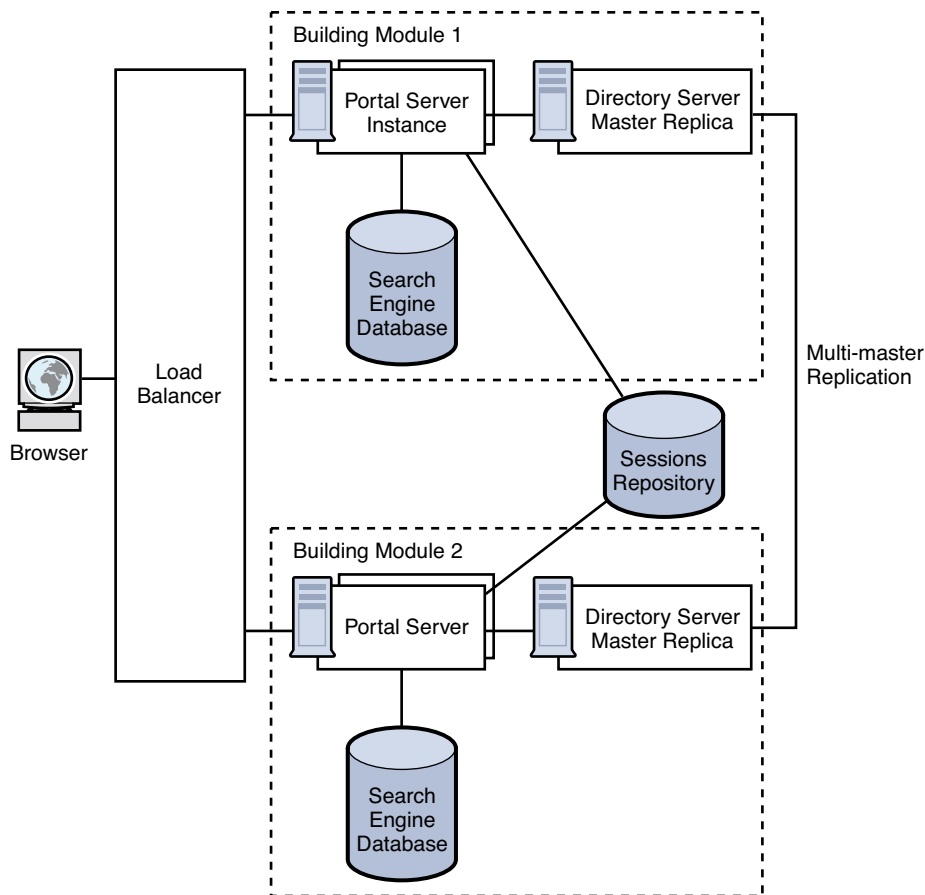 Building Module 1
Portal Server
Instance
Directory Server
Master Replica
Search
Engine
Database
Load
Balancer
Browser
Multi-master
Replication
Sessions
Repository
Building Module 2
Portal Server
Directory Server
Master Replica
Search
Engine
Database